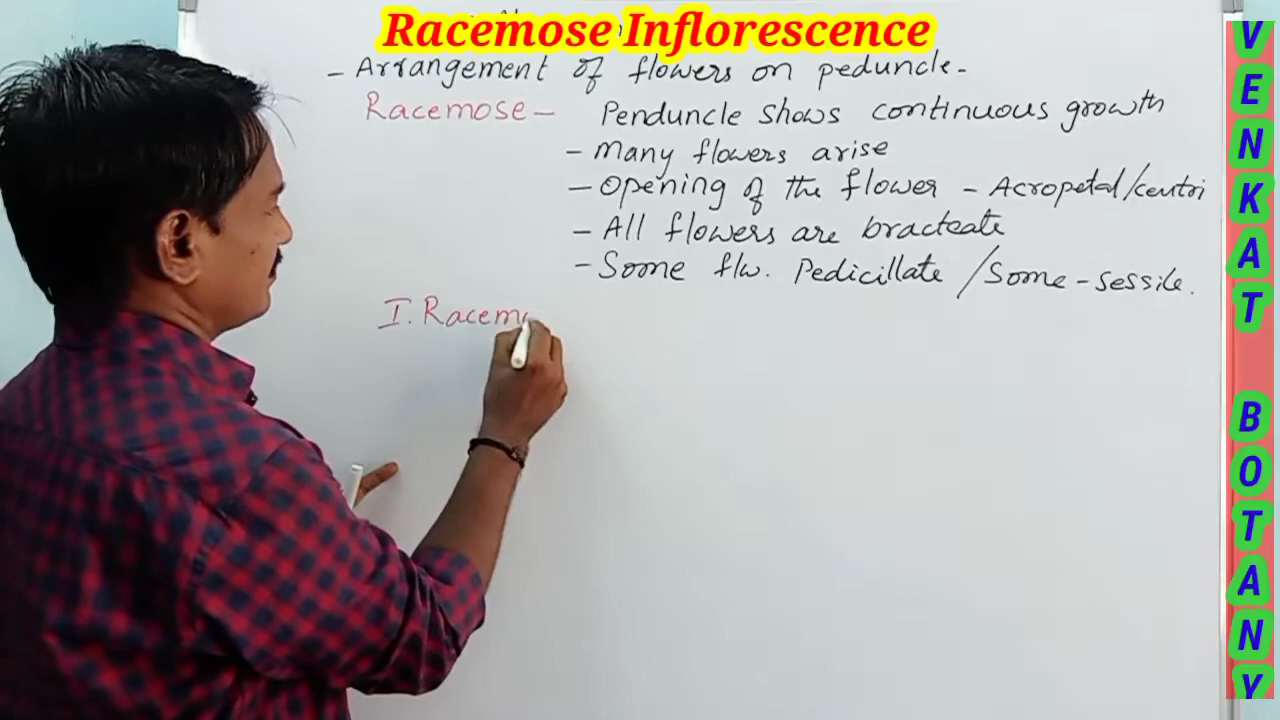 Racemose Inflorescence
- Arrangement of flowers on peduncle-
Racemose - Penduncle shows continuous growth
- Many flowers arise
- Opening of the flower - Acropetal/centri
- All flowers are bracteate
- Some flw. Pedicillate /Some-sessile.
I. Racem
VENKAT BOTANY